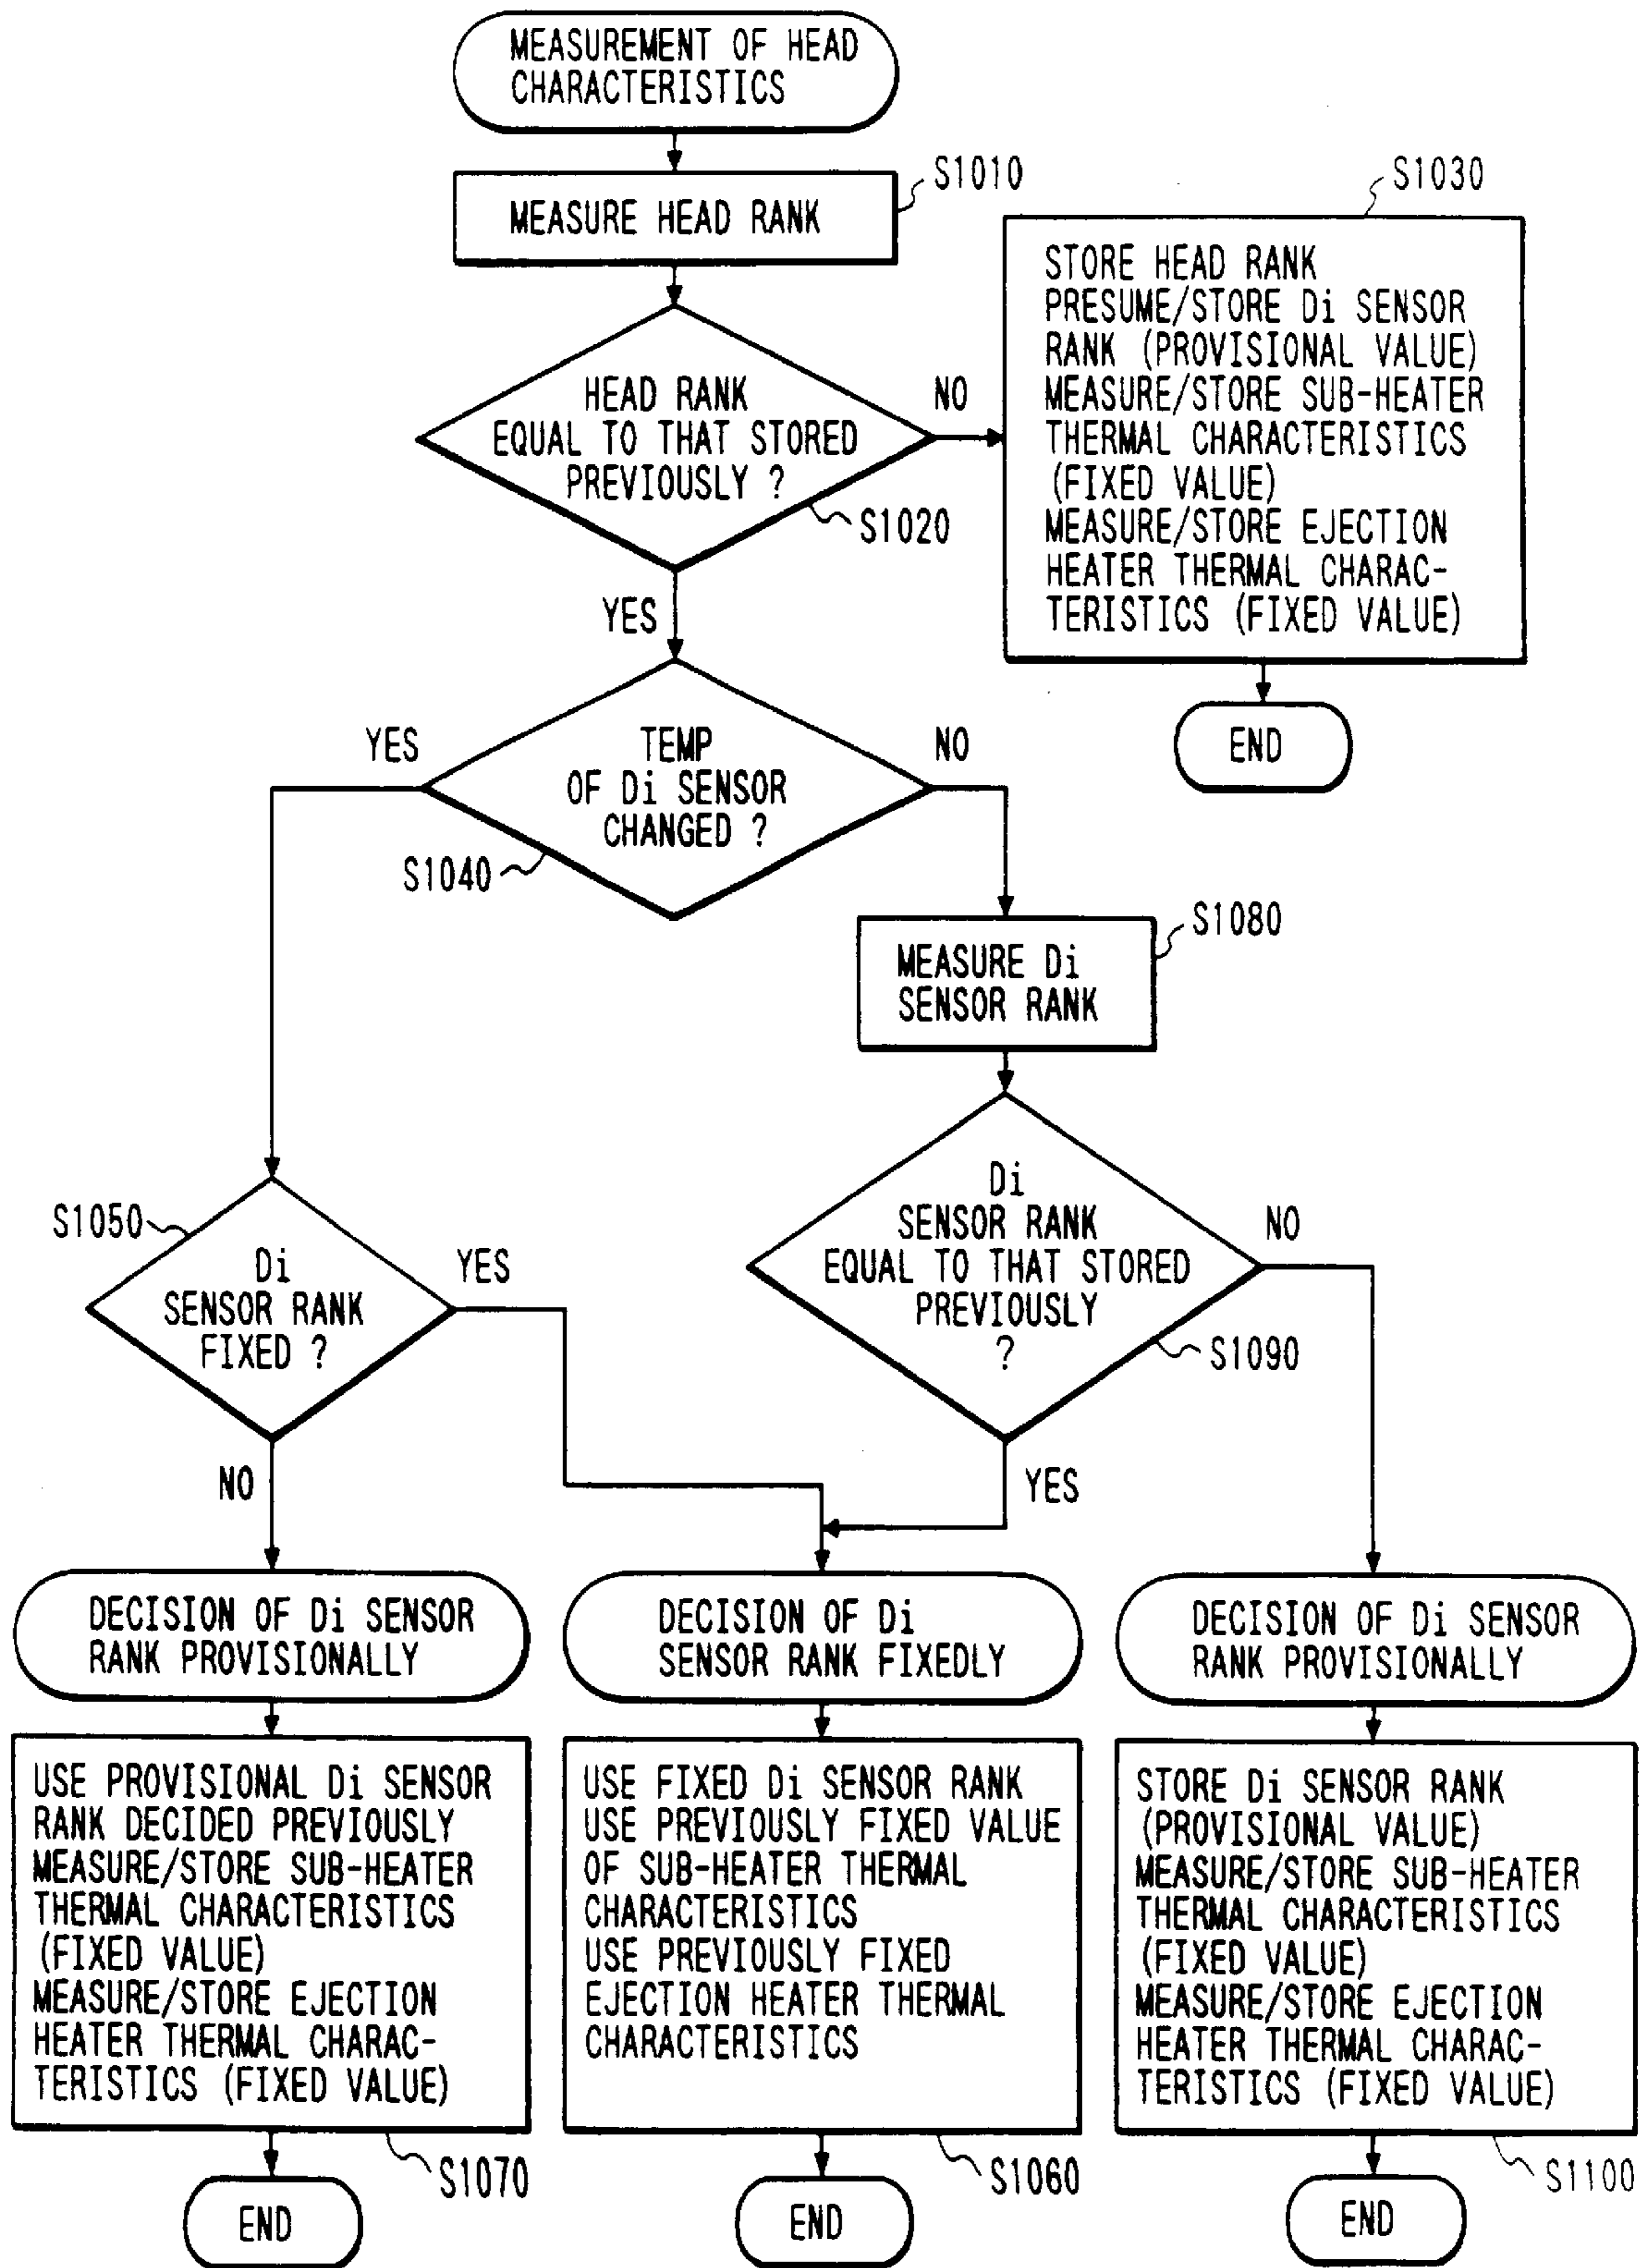 MEASUREMENT OF HEAD
CHARACTERISTICS
S1010
MEASURE HEAD RANK
S1030
STORE HEAD RANK
PRESUME/STORE Di SENSOR
RANK (PROVISIONAL VALUE)
MEASURE/STORE SUB-HEATER
THERMAL CHARACTERISTICS
(FIXED VALUE)
MEASURE/STORE EJECTION
HEATER THERMAL CHARAC-
TERISTICS (FIXED VALUE)
END
HEAD RANK
EQUAL TO THAT STORED
PREVIOUSLY ?
NO
S1020
YES
TEMP
OF Di SENSOR
CHANGED ?
YES
NO
S1040
S1080
MEASURE Di
SENSOR RANK
S1050
Di
SENSOR RANK
FIXED ?
YES
NO
Di
SENSOR RANK
EQUAL TO THAT STORED
PREVIOUSLY
?
NO
S1090
YES
DECISION OF Di SENSOR
RANK PROVISIONALLY
DECISION OF Di
SENSOR RANK FIXEDLY
DECISION OF Di SENSOR
RANK PROVISIONALLY
USE PROVISIONAL Di SENSOR
RANK DECIDED PREVIOUSLY
MEASURE/STORE SUB-HEATER
THERMAL CHARACTERISTICS
(FIXED VALUE)
MEASURE/STORE EJECTION
HEATER THERMAL CHARAC-
TERISTICS (FIXED VALUE)
S1070
END
USE FIXED Di SENSOR RANK
USE PREVIOUSLY FIXED VALUE
OF SUB-HEATER THERMAL
CHARACTERISTICS
USE PREVIOUSLY FIXED
EJECTION HEATER THERMAL
CHARACTERISTICS
S1060
END
STORE Di SENSOR RANK
(PROVISIONAL VALUE)
MEASURE/STORE SUB-HEATER
THERMAL CHARACTERISTICS
(FIXED VALUE)
MEASURE/STORE EJECTION
HEATER THERMAL CHARAC-
TERISTICS (FIXED VALUE)
S1100
END